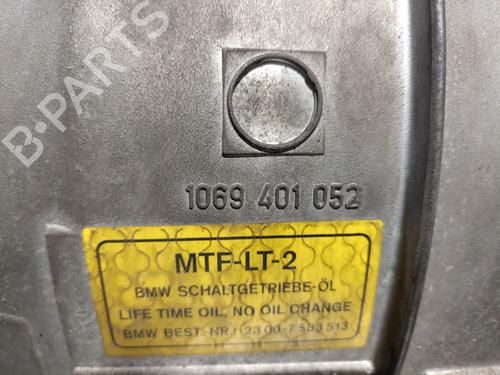 B-PARTS
1069 401 052
MTF-LT-2
BMW SCHALTGETRIEBE-ÖL
LIFE TIME OIL, NO OIL CHANGE
BMW BEST.-NR.: 23 00-7 533 513